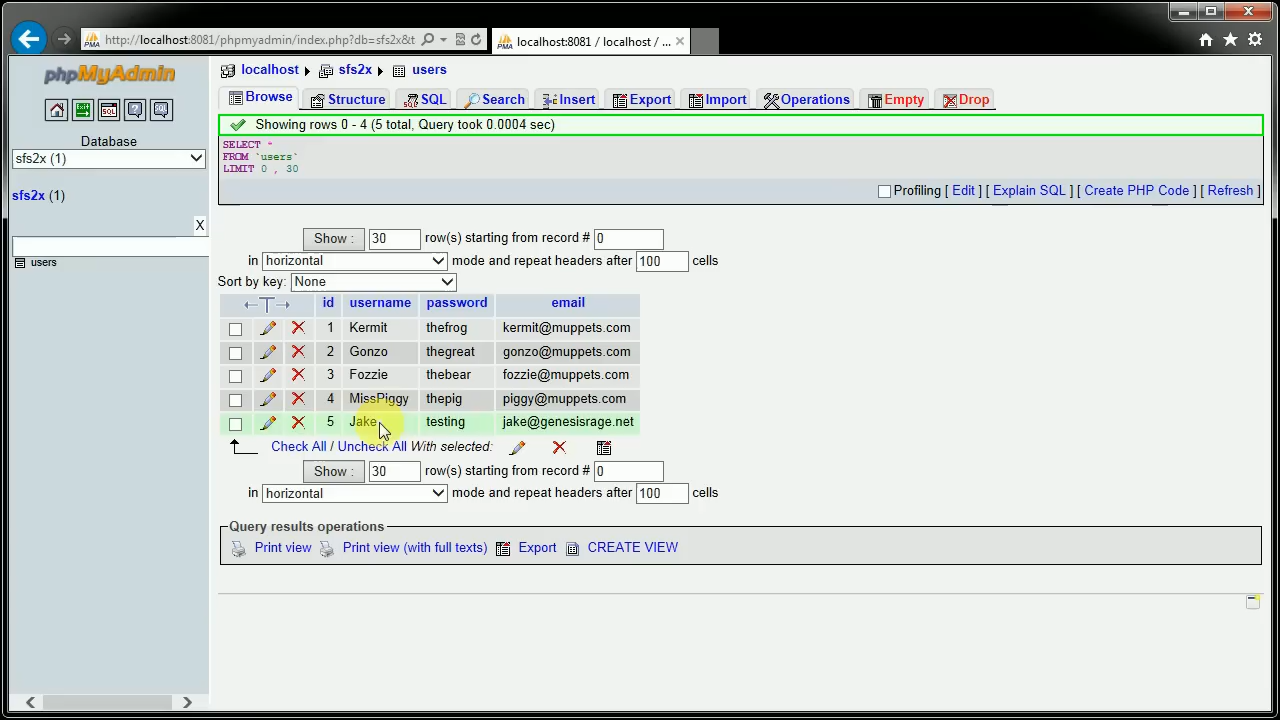 http://localhost:8081/phpmyadmin/index.php?db=sfs2x&t
PMA localhost:8081 / localhost / ... x
phpMyAdmin
localhost ▸ sfs2x ▸ users
Browse Structure SQL Search Insert Export Import Operations Empty Drop
Showing rows 0 - 4 (5 total, Query took 0.0004 sec)
SELECT *
FROM `users`
LIMIT 0 , 30
Profiling [ Edit ] [ Explain SQL ] [ Create PHP Code ] [ Refresh ]
Database
sfs2x (1)
sfs2x (1)
X
users
Show : 30 row(s) starting from record # 0
in horizontal mode and repeat headers after 100 cells
Sort by key: None
←T→ id username password email
1 Kermit thefrog kermit@muppets.com
2 Gonzo thegreat gonzo@muppets.com
3 Fozzie thebear fozzie@muppets.com
4 MissPiggy thepig piggy@muppets.com
5 Jake testing jake@genesisrage.net
Check All / Uncheck All With selected:
Show : 30 row(s) starting from record # 0
in horizontal mode and repeat headers after 100 cells
Query results operations
Print view Print view (with full texts) Export CREATE VIEW